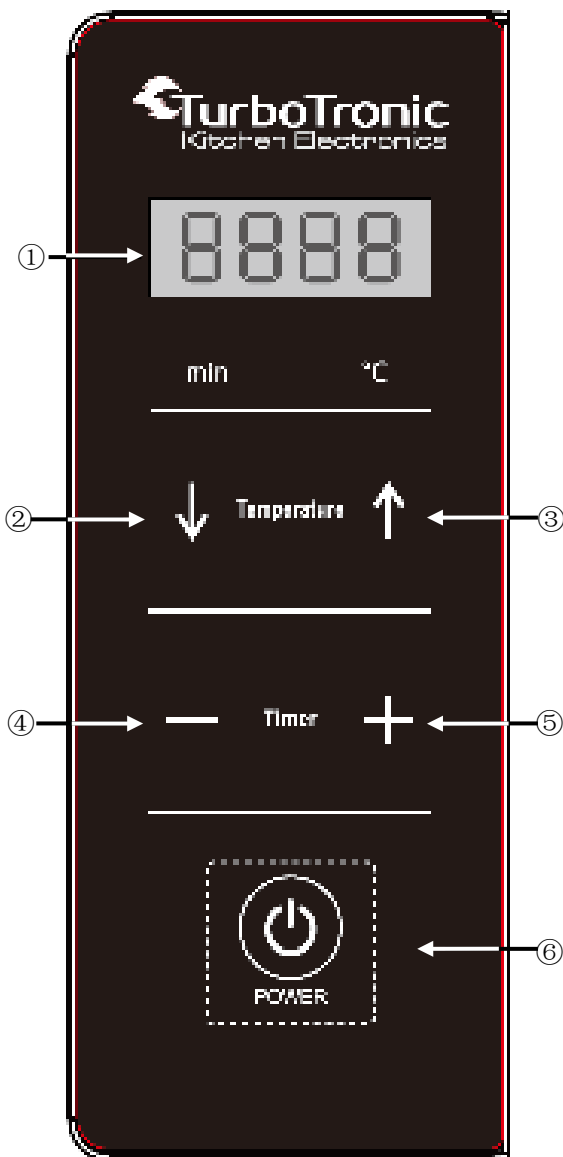 TurboTronic
Kitchen Electronics
① 8888
min °C
② Temperature ③
④ Timer ⑤
⑥
POWER